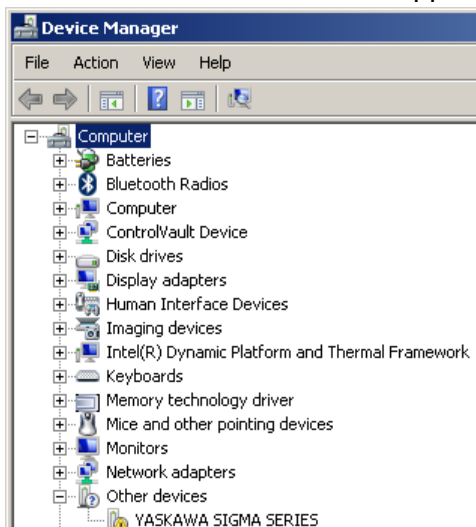 Device Manager
File Action View Help
Computer
Batteries
Bluetooth Radios
Computer
ControlVault Device
Disk drives
Display adapters
Human Interface Devices
Imaging devices
Intel(R) Dynamic Platform and Thermal Framework
Keyboards
Memory technology driver
Mice and other pointing devices
Monitors
Network adapters
Other devices
YASKAWA SIGMA SERIES